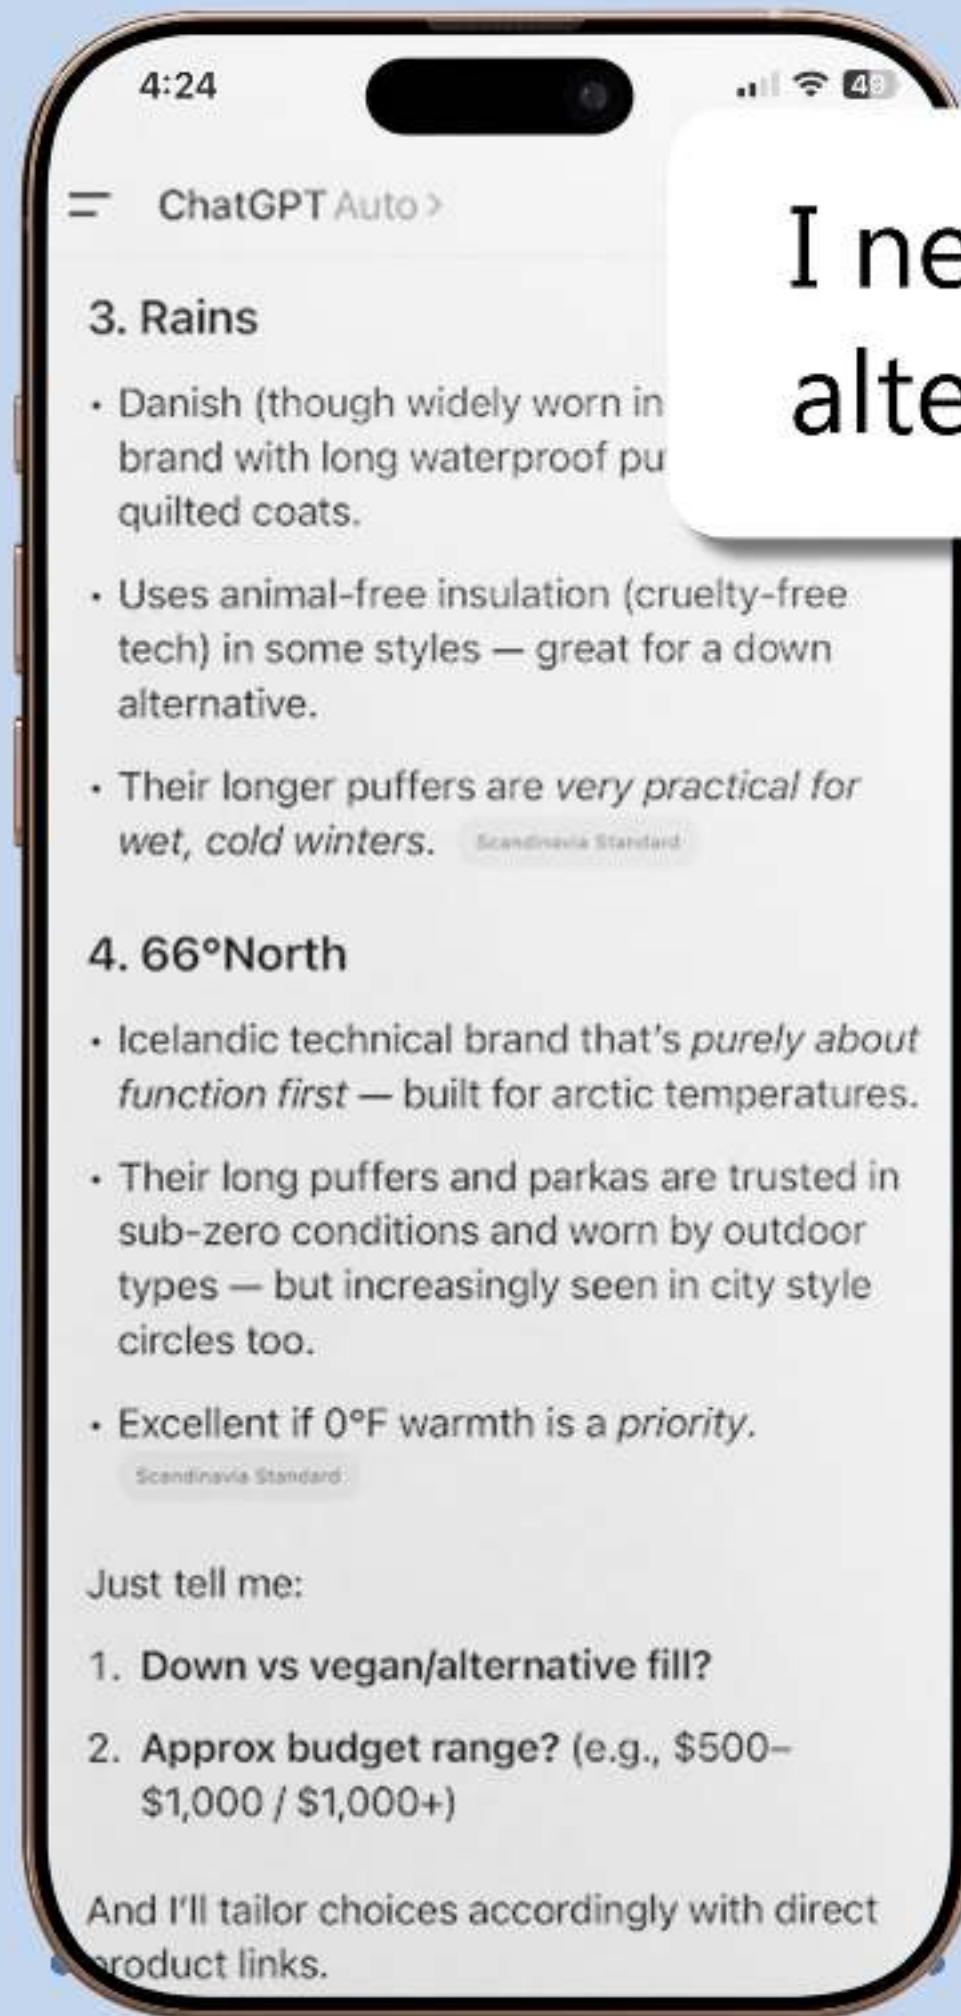 4:24
49
ChatGPT Auto >
I ne
alte
3. Rains
• Danish (though widely worn in
brand with long waterproof pu
quilted coats.
• Uses animal-free insulation (cruelty-free
tech) in some styles — great for a down
alternative.
• Their longer puffers are very practical for
wet, cold winters. Scandinavia Standard
4. 66°North
• Icelandic technical brand that's purely about
function first — built for arctic temperatures.
• Their long puffers and parkas are trusted in
sub-zero conditions and worn by outdoor
types — but increasingly seen in city style
circles too.
• Excellent if 0°F warmth is a priority.
Scandinavia Standard
Just tell me:
1. Down vs vegan/alternative fill?
2. Approx budget range? (e.g., $500–
$1,000 / $1,000+)
And I'll tailor choices accordingly with direct
product links.